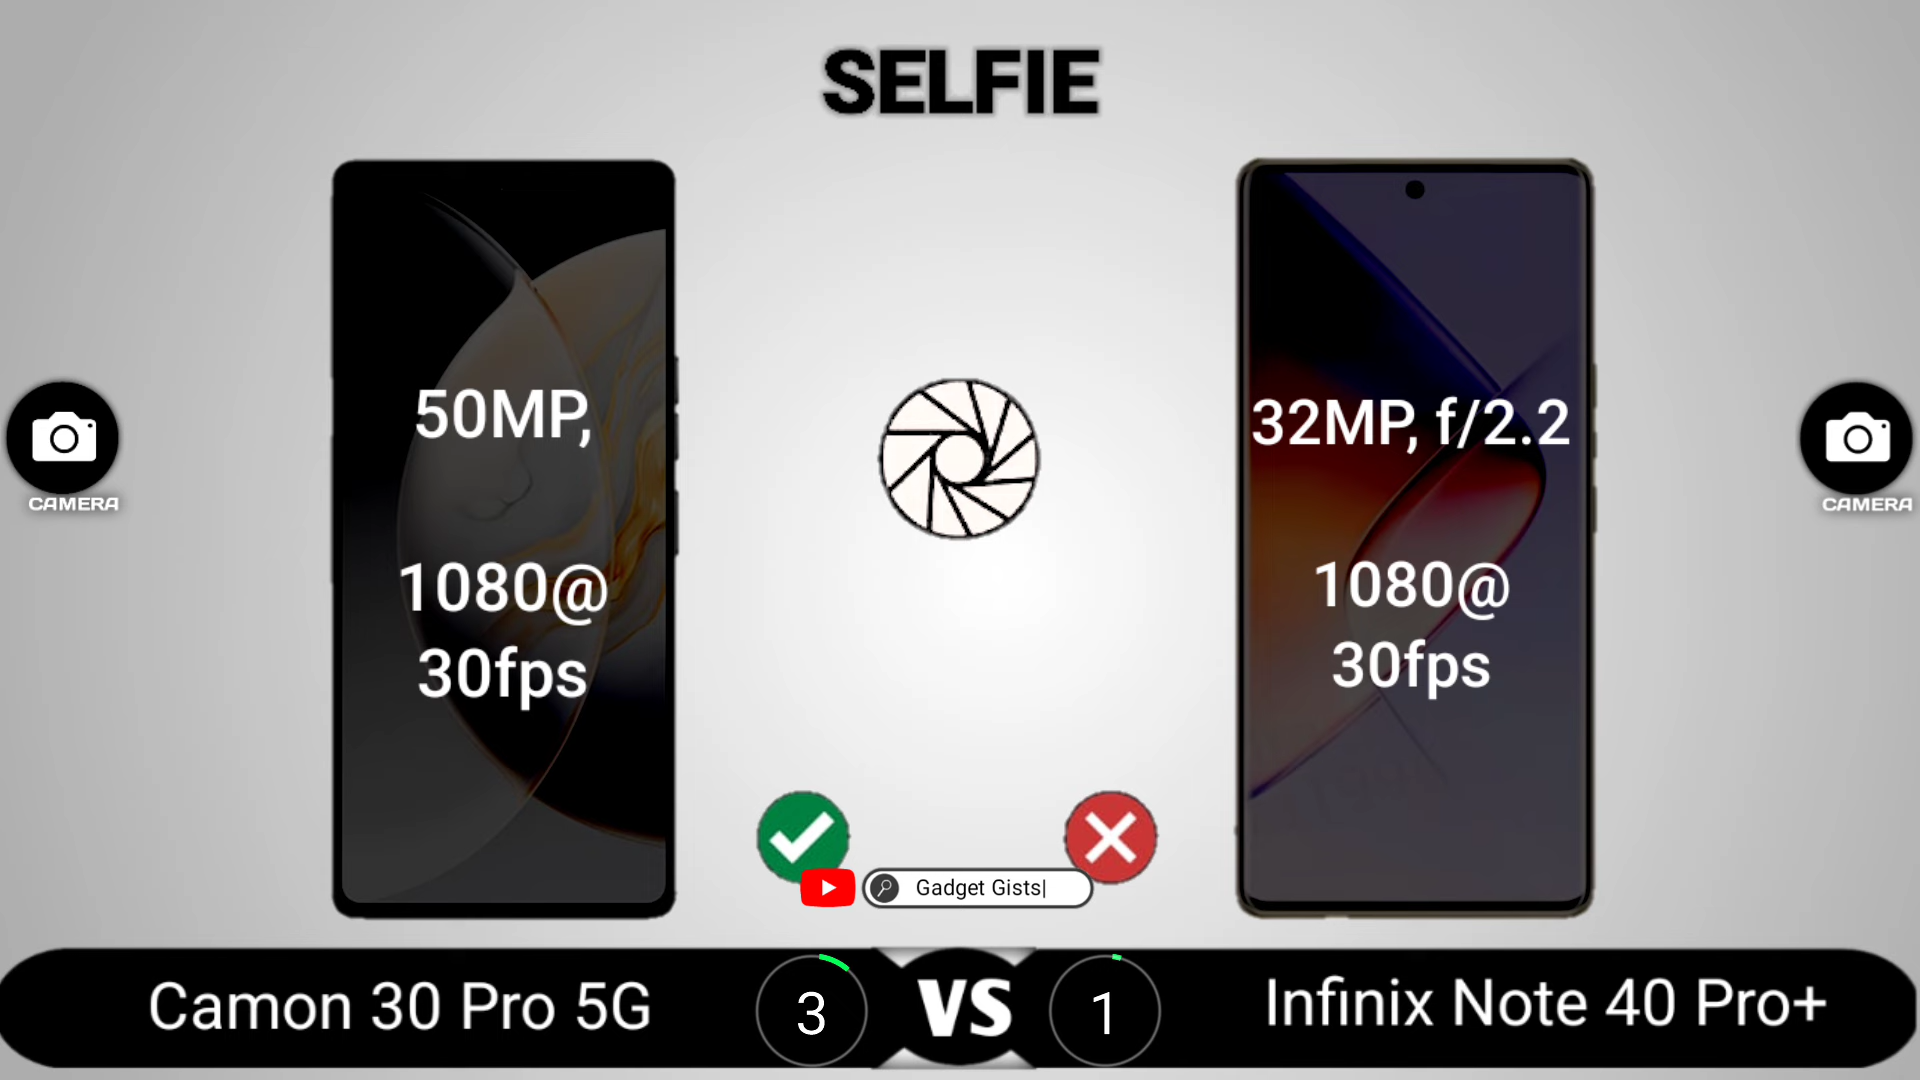 SELFIE
50MP,
1080@
30fps
32MP, f/2.2
1080@
30fps
CAMERA
CAMERA
Gadget Gists|
Camon 30 Pro 5G
3
VS
1
Infinix Note 40 Pro+